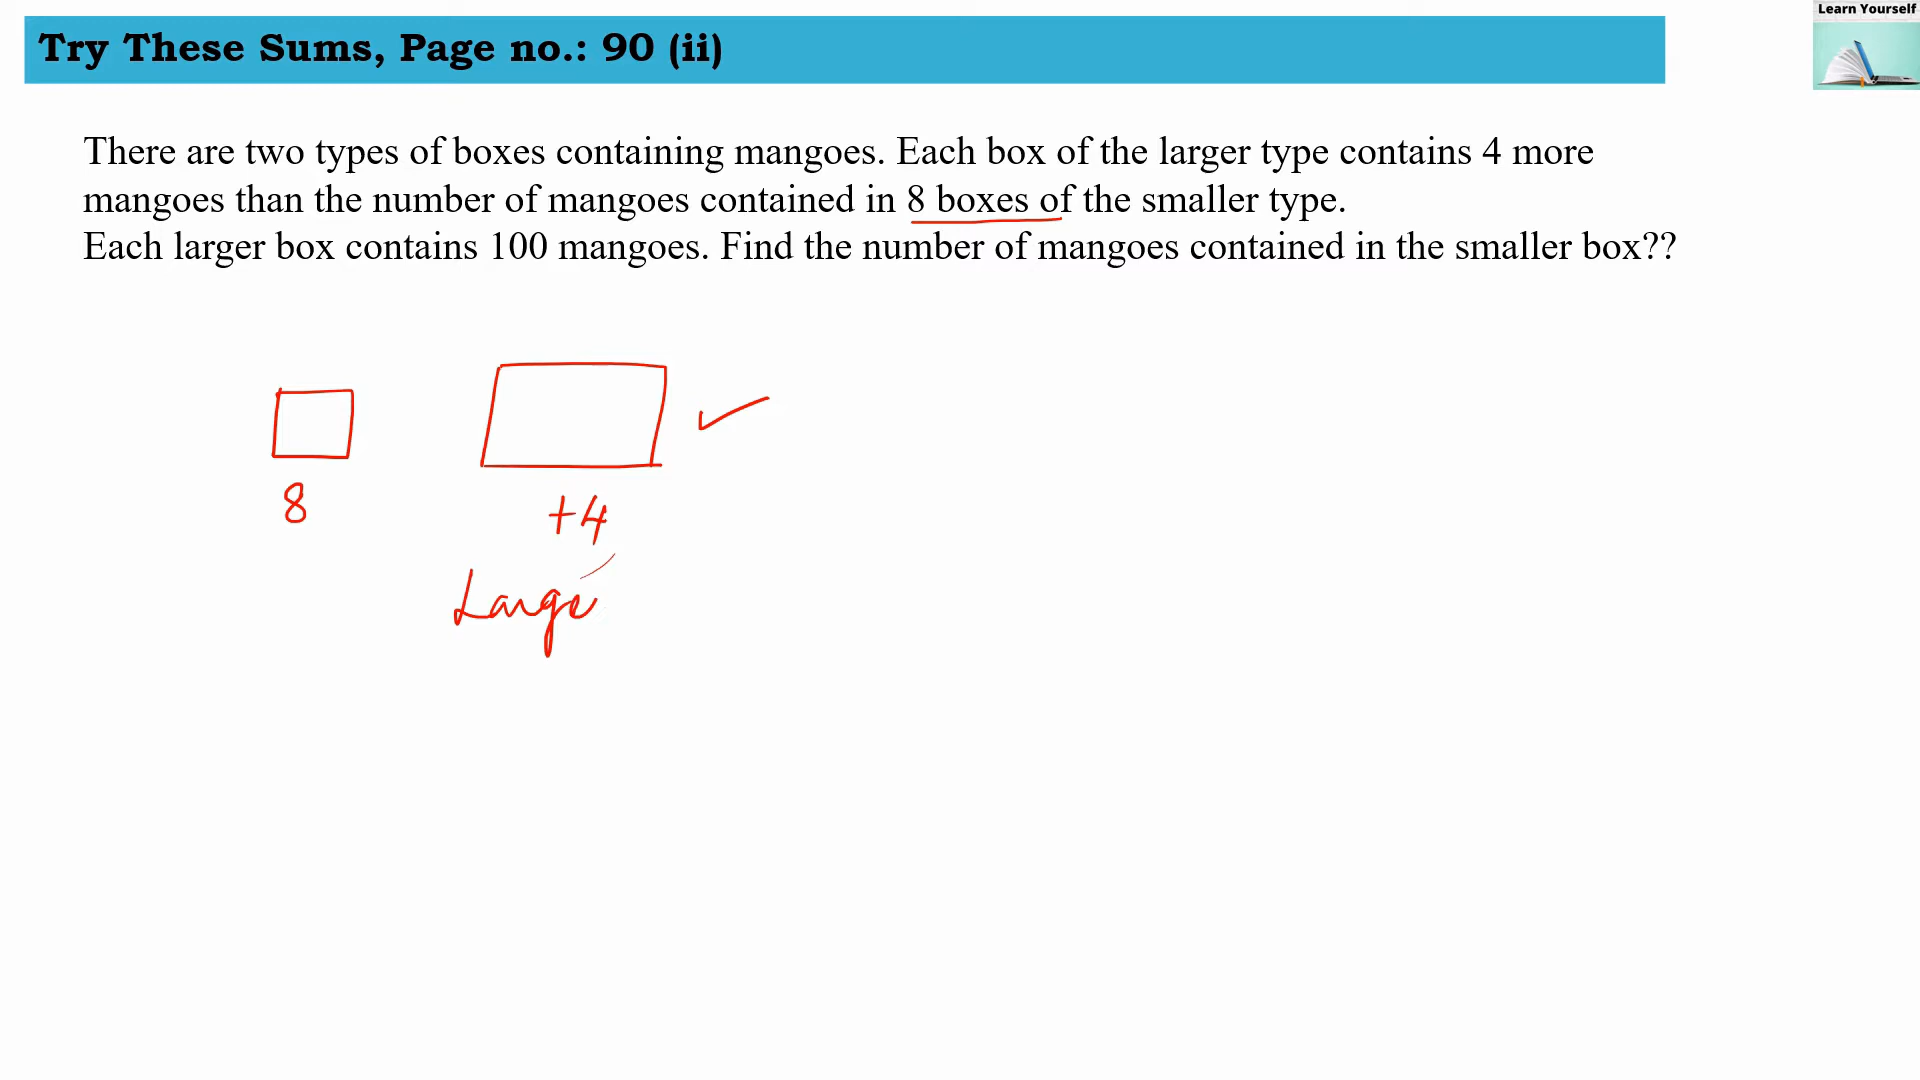 Learn Yourself
Try These Sums, Page no.: 90 (ii)
There are two types of boxes containing mangoes. Each box of the larger type contains 4 more
mangoes than the number of mangoes contained in 8 boxes of the smaller type.
Each larger box contains 100 mangoes. Find the number of mangoes contained in the smaller box??
8
+4
Large